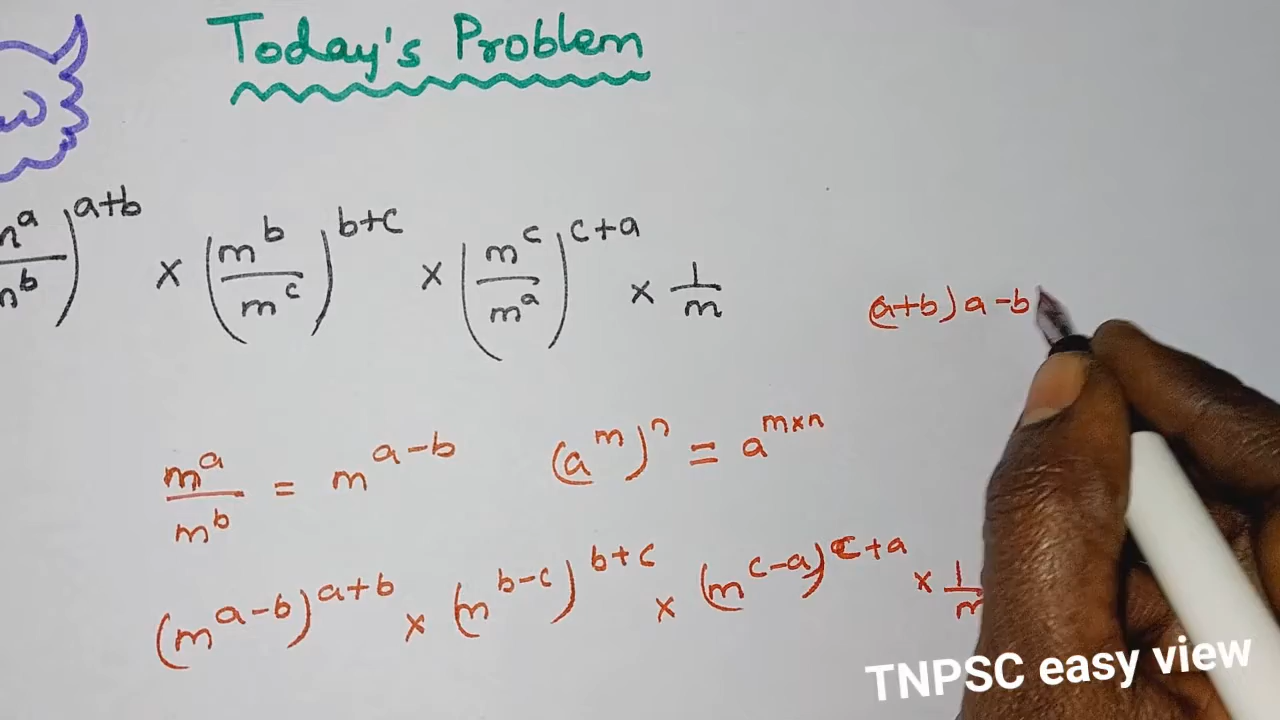 Today's Problem
w
m^a/m^b)^(a+b) × (m^b/m^c)^(b+c) × (m^c/m^a)^(c+a) × 1/m
(a+b) a-b
m^a/m^b = m^(a-b)
(a^m)^n = a^(m×n)
(m^(a-b))^(a+b) × (m^(b-c))^(b+c) × (m^(c-a))^(c+a) × 1/m
TNPSC easy view